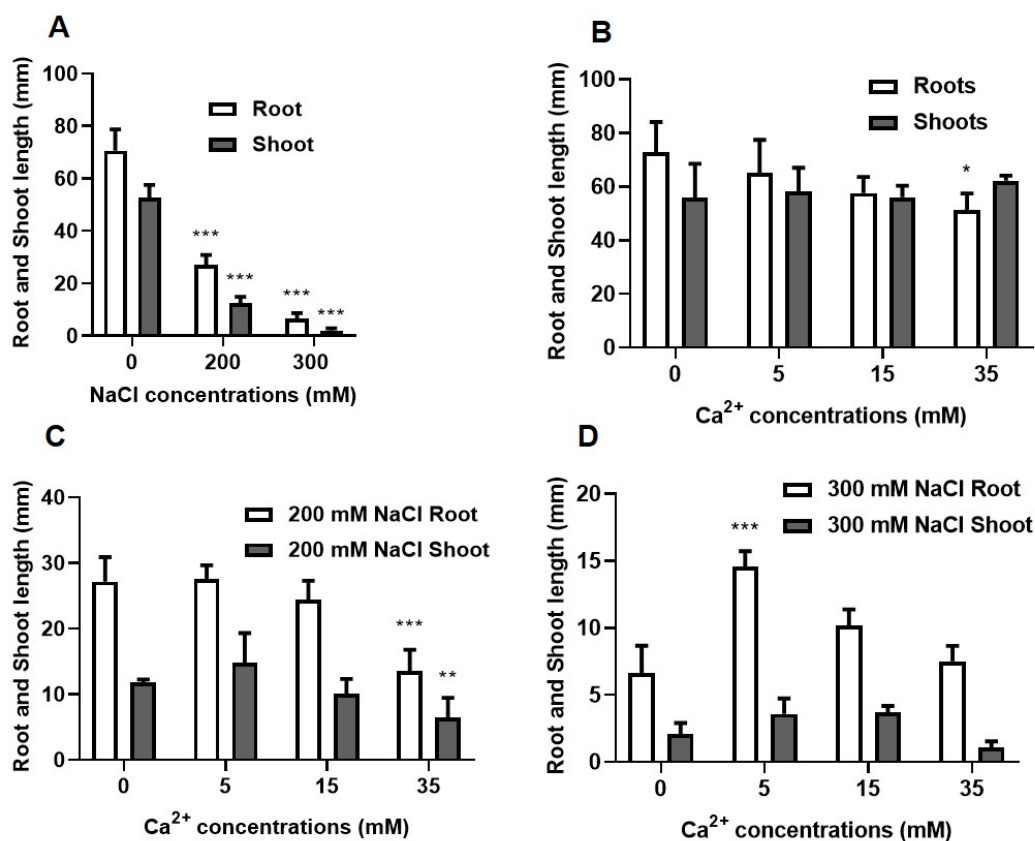 A
Root and Shoot length (mm)
100
80
60
40
20
0
Root
Shoot
***
***
***
***
0 200 300
NaCl concentrations (mM)
B
Root and Shoot length (mm)
100
80
60
40
20
0
Roots
Shoots
*
0 5 15 35
Ca²⁺ concentrations (mM)
C
Root and Shoot length (mm)
40
30
20
10
0
200 mM NaCl Root
200 mM NaCl Shoot
***
**
0 5 15 35
Ca²⁺ concentrations (mM)
D
Root and Shoot length (mm)
20
15
10
5
0
300 mM NaCl Root
300 mM NaCl Shoot
***
0 5 15 35
Ca²⁺ concentrations (mM)